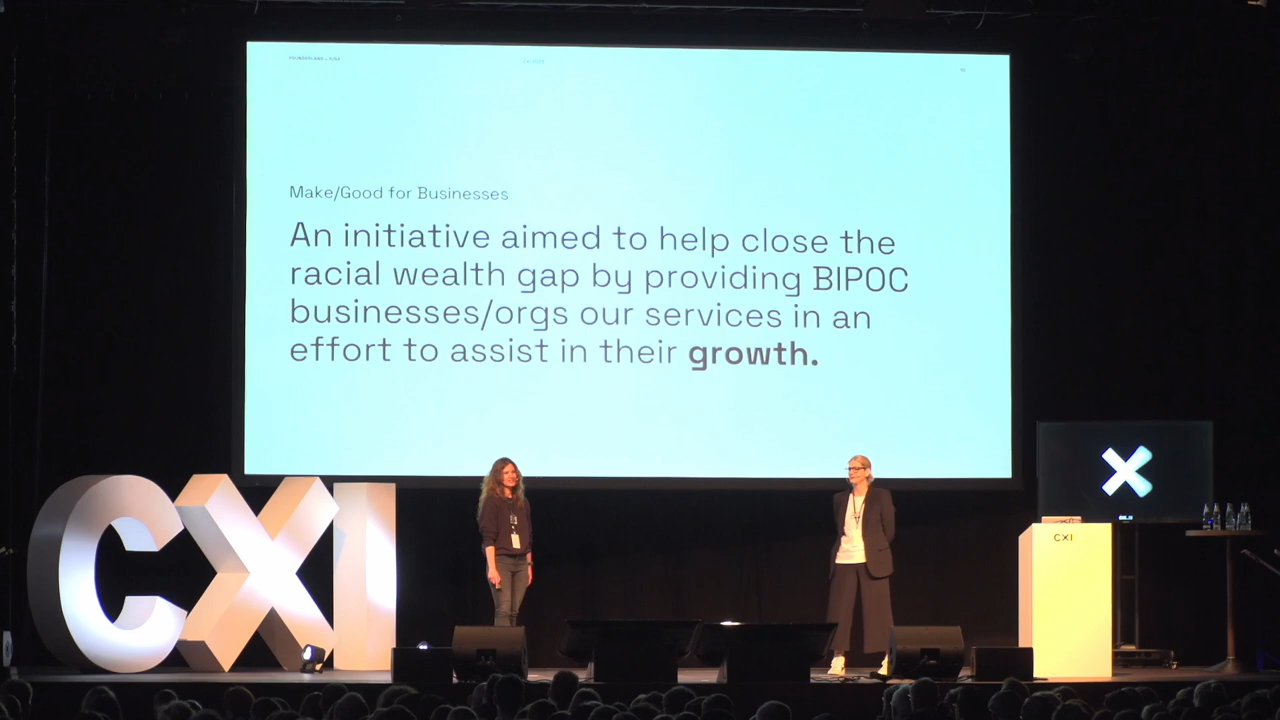 Make/Good for Businesses
An initiative aimed to help close the
racial wealth gap by providing BIPOC
businesses/orgs our services in an
effort to assist in their growth.
CXI
CXI